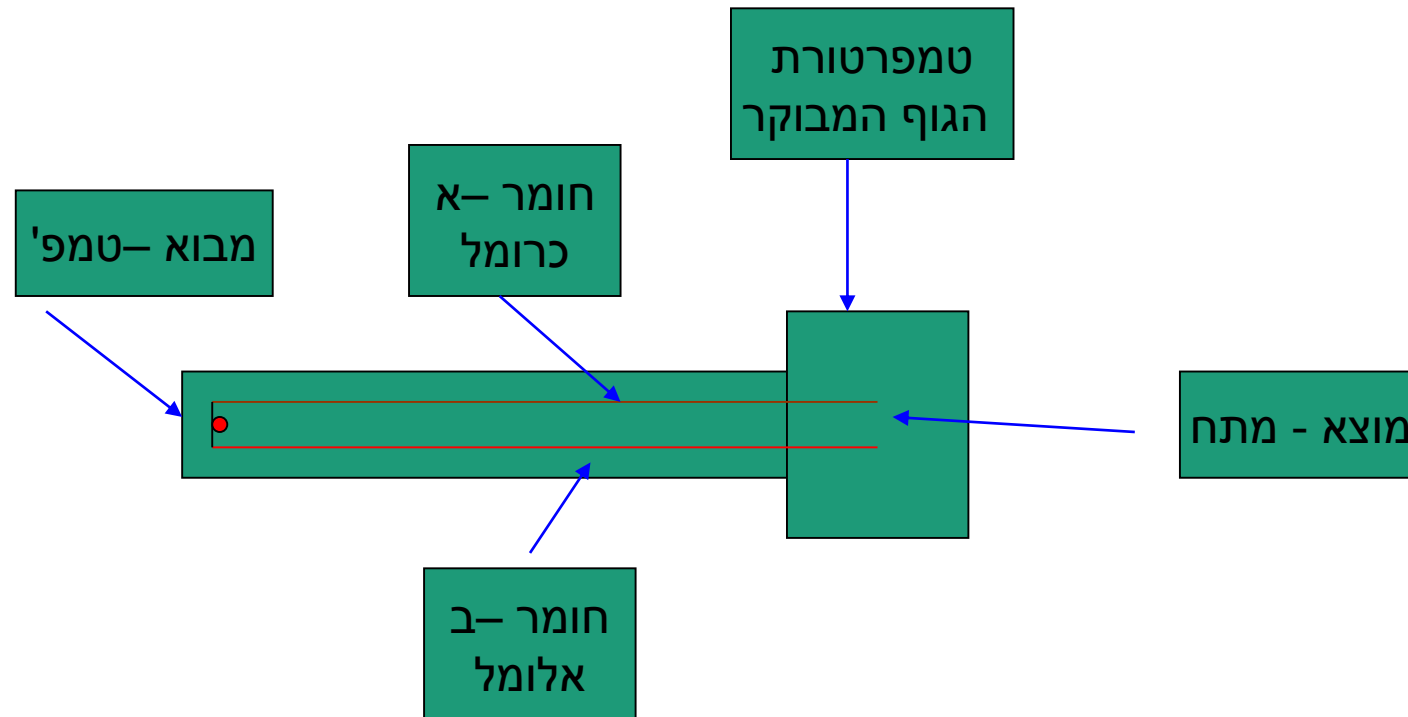 טמפרטורת
הגוף המבוקר
חומר –א
כרומל
מבוא –טמפ'
מוצא - מתח
חומר –ב
אלומל